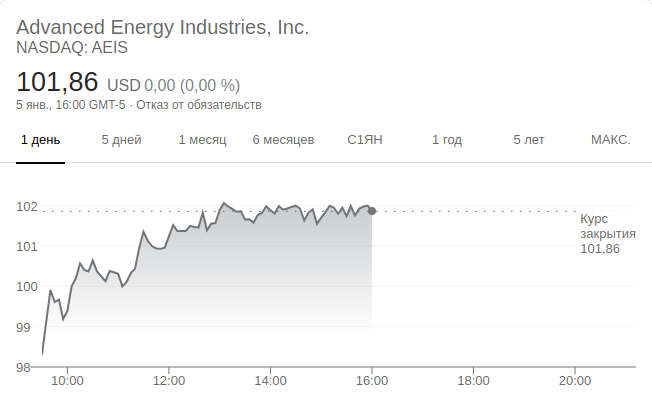 Advanced Energy Industries, Inc.
NASDAQ: AEIS
101,86 USD 0,00 (0,00 %)
5 янв., 16:00 GMT-5 · Отказ от обязательств
1 день 5 дней 1 месяц 6 месяцев С1ЯН 1 год 5 лет МАКС.
102
Курс
закрытия
101,86
101
100
99
98
10:00 12:00 14:00 16:00 18:00 20:00